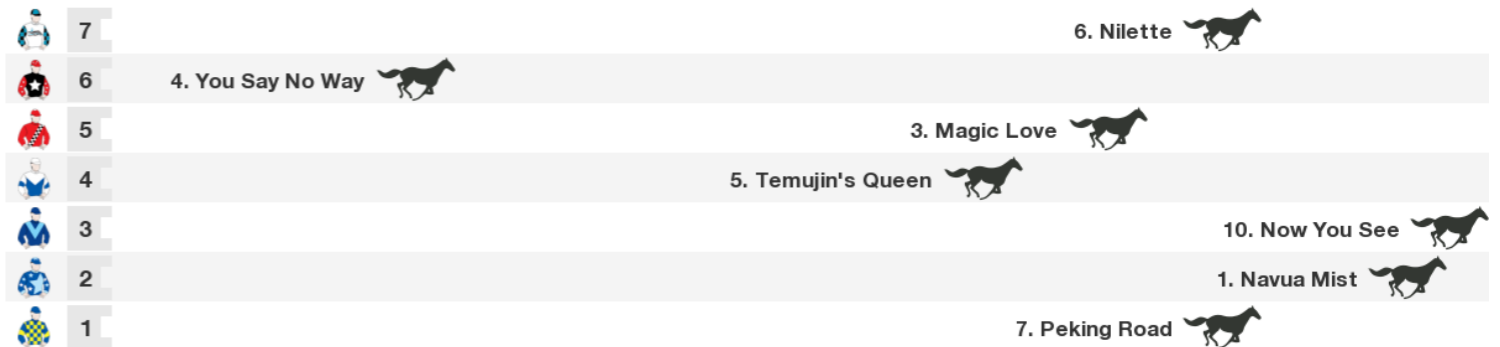 7 6. Nilette
6 4. You Say No Way
5 3. Magic Love
4 5. Temujin's Queen
3 10. Now You See
2 1. Navua Mist
1 7. Peking Road